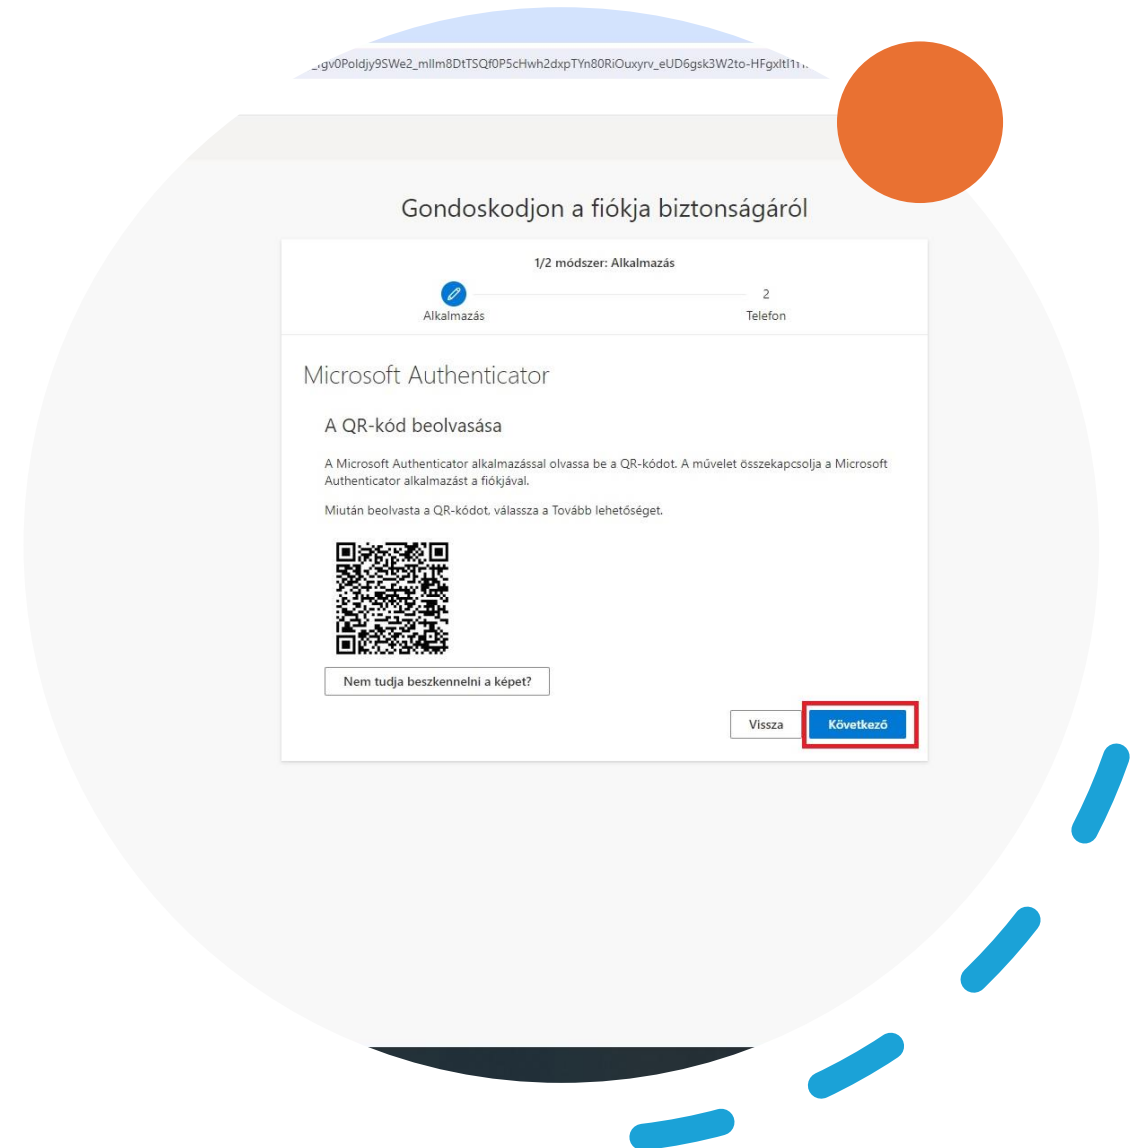 Gondoskodjon a fiókja biztonságáról
1/2 módszer: Alkalmazás
2
Alkalmazás
Telefon
Microsoft Authenticator
A QR-kód beolvasása
A Microsoft Authenticator alkalmazással olvassa be a QR-kódot. A művelet összekapcsolja a Microsoft
Authenticator alkalmazást a fiókjával.
Miután beolvasta a QR-kódot, válassza a Tovább lehetőséget.
Nem tudja beszkennelni a képet?
Vissza
Következő